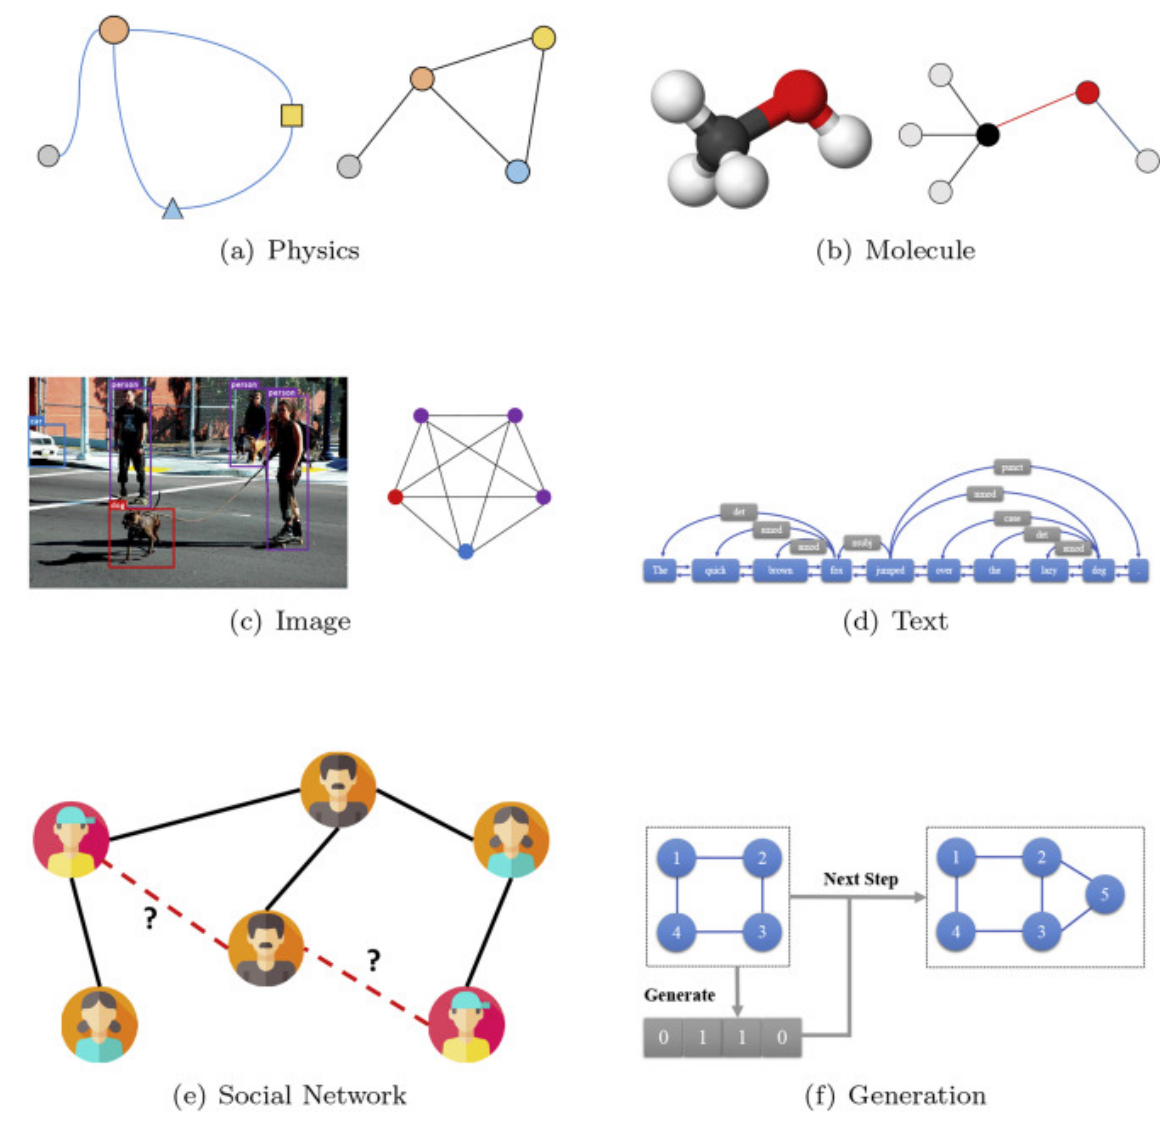 (a) Physics
(b) Molecule
person
person
person
car
dog
(c) Image
punct
nmod
case
det
det
nmod
amod
nsubj
amod
The quick brown fox jumped over the lazy dog .
(d) Text
?
?
(e) Social Network
1 2
4 3
Next Step
1 2
5
4 3
Generate
0 1 1 0
(f) Generation